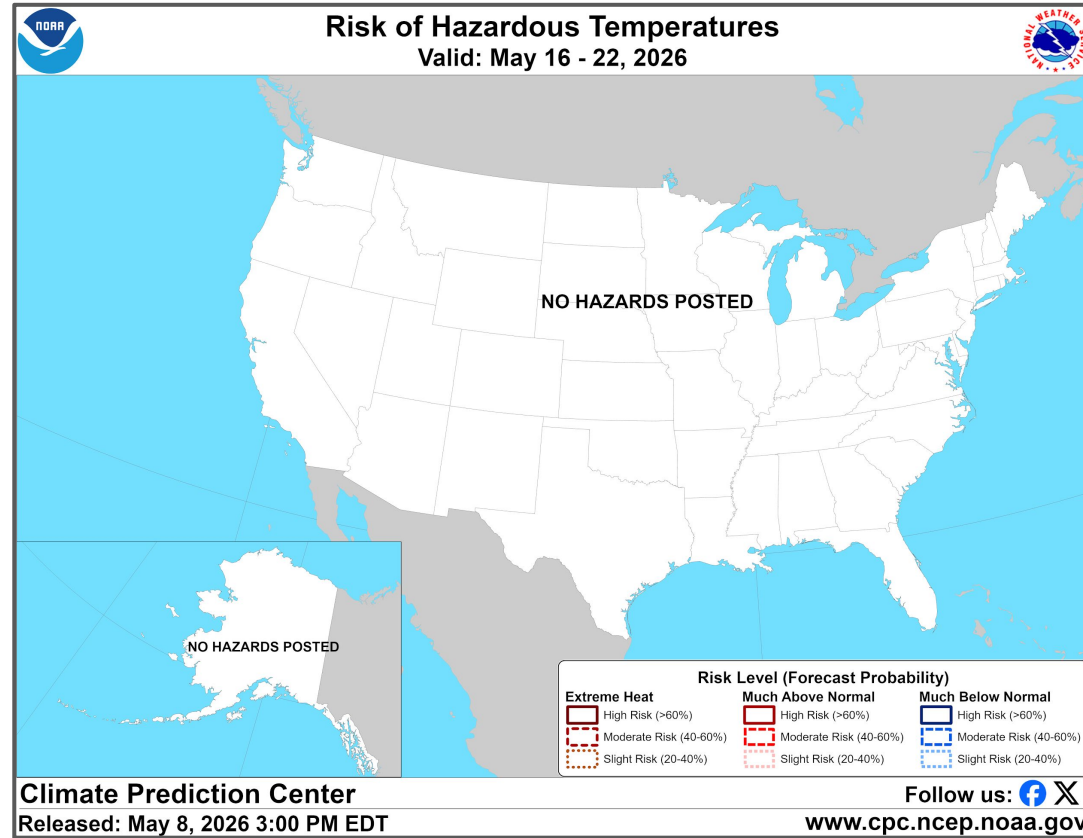 NOAA
Risk of Hazardous Temperatures
Valid: May 16 - 22, 2026
NATIONAL WEATHER SERVICE
NO HAZARDS POSTED
NO HAZARDS POSTED
Risk Level (Forecast Probability)
Extreme Heat
High Risk (>60%)
Moderate Risk (40-60%)
Slight Risk (20-40%)
Much Above Normal
High Risk (>60%)
Moderate Risk (40-60%)
Slight Risk (20-40%)
Much Below Normal
High Risk (>60%)
Moderate Risk (40-60%)
Slight Risk (20-40%)
Climate Prediction Center
Follow us:
Released: May 8, 2026 3:00 PM EDT
www.cpc.ncep.noaa.gov